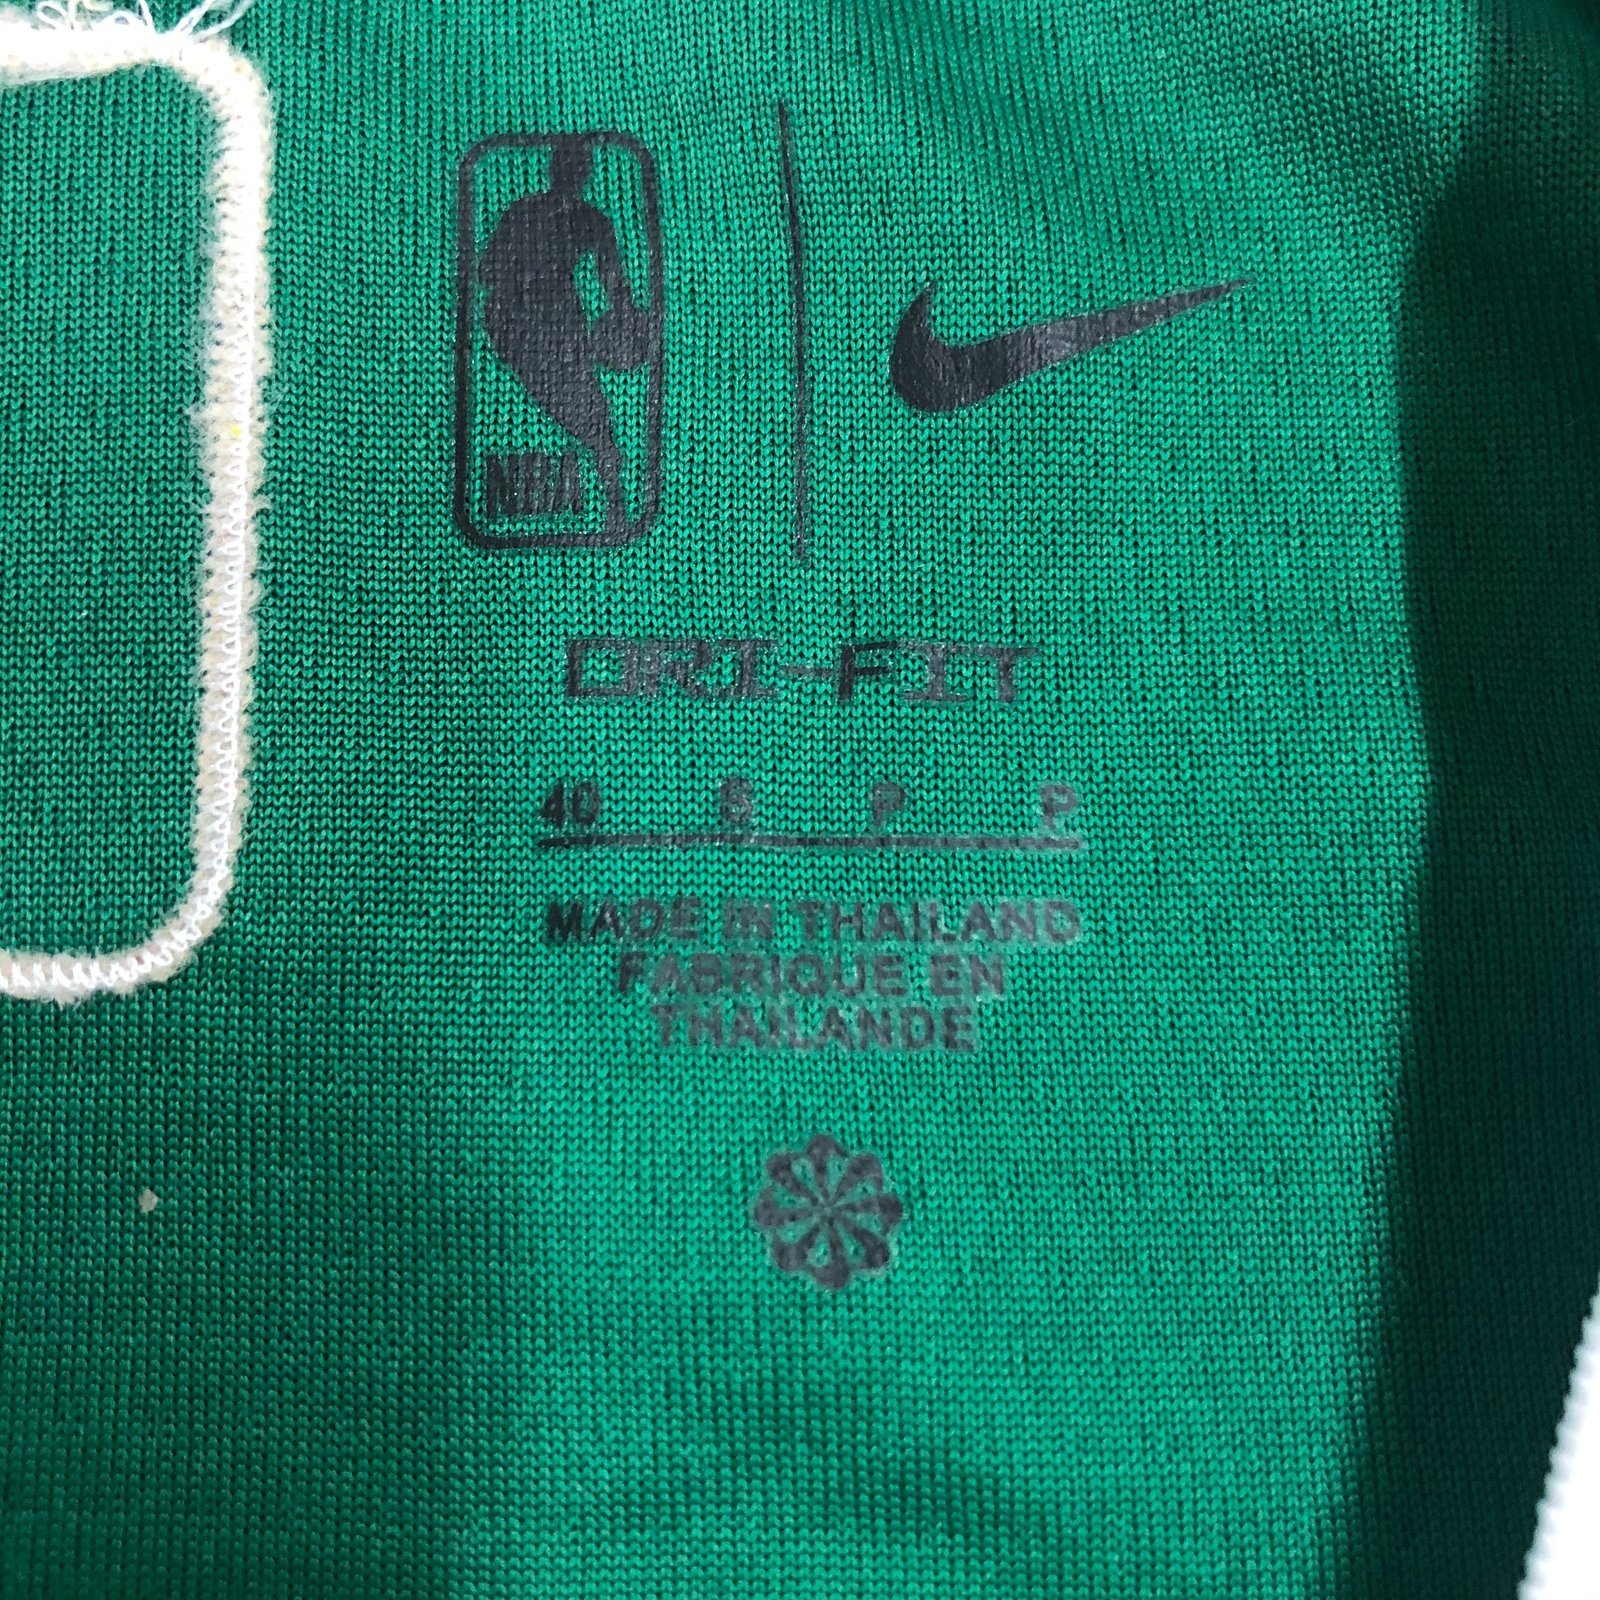 NBA
DRI-FIT
40 S P P
MADE IN THAILAND
FABRIQUE EN
THAILANDE